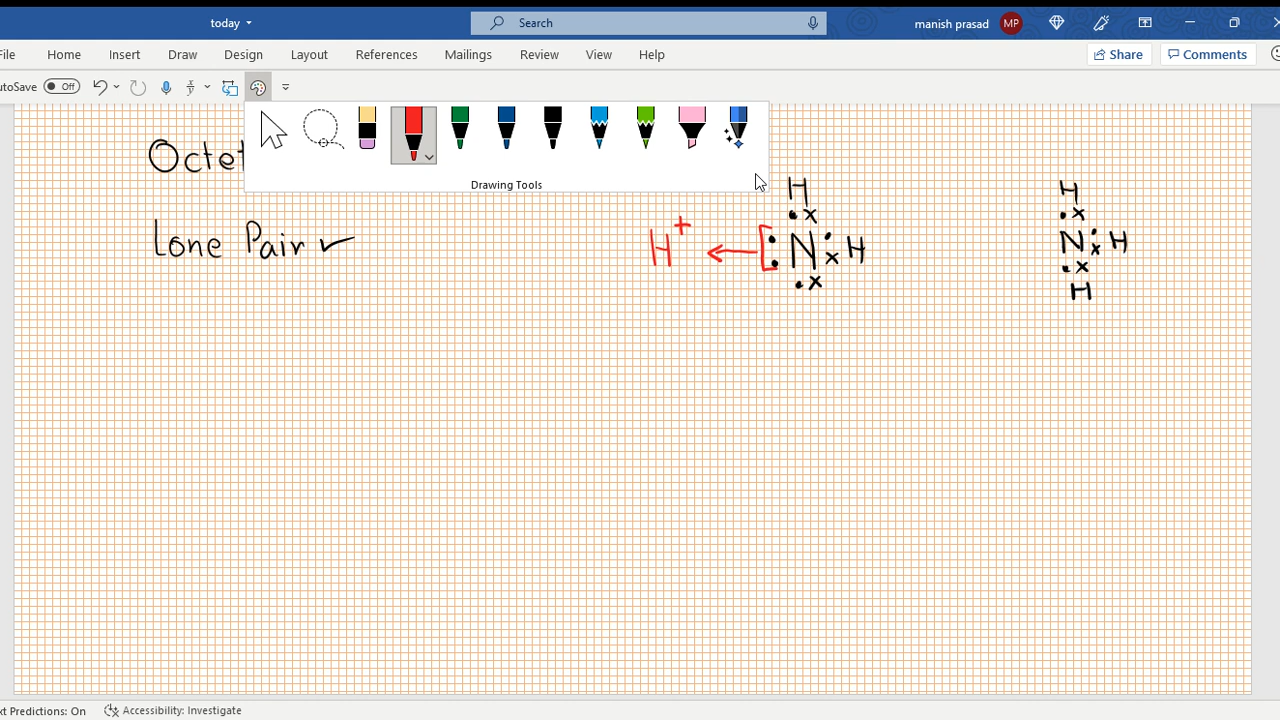 today
Search
manish prasad MP
File Home Insert Draw Design Layout References Mailings Review View Help Share Comments
AutoSave Off
Drawing Tools
Octet
Lone Pair ✓
H
• x
H+ ← [: N • x H
• x
H
• x
N • x H
• x
H
xt Predictions: On Accessibility: Investigate